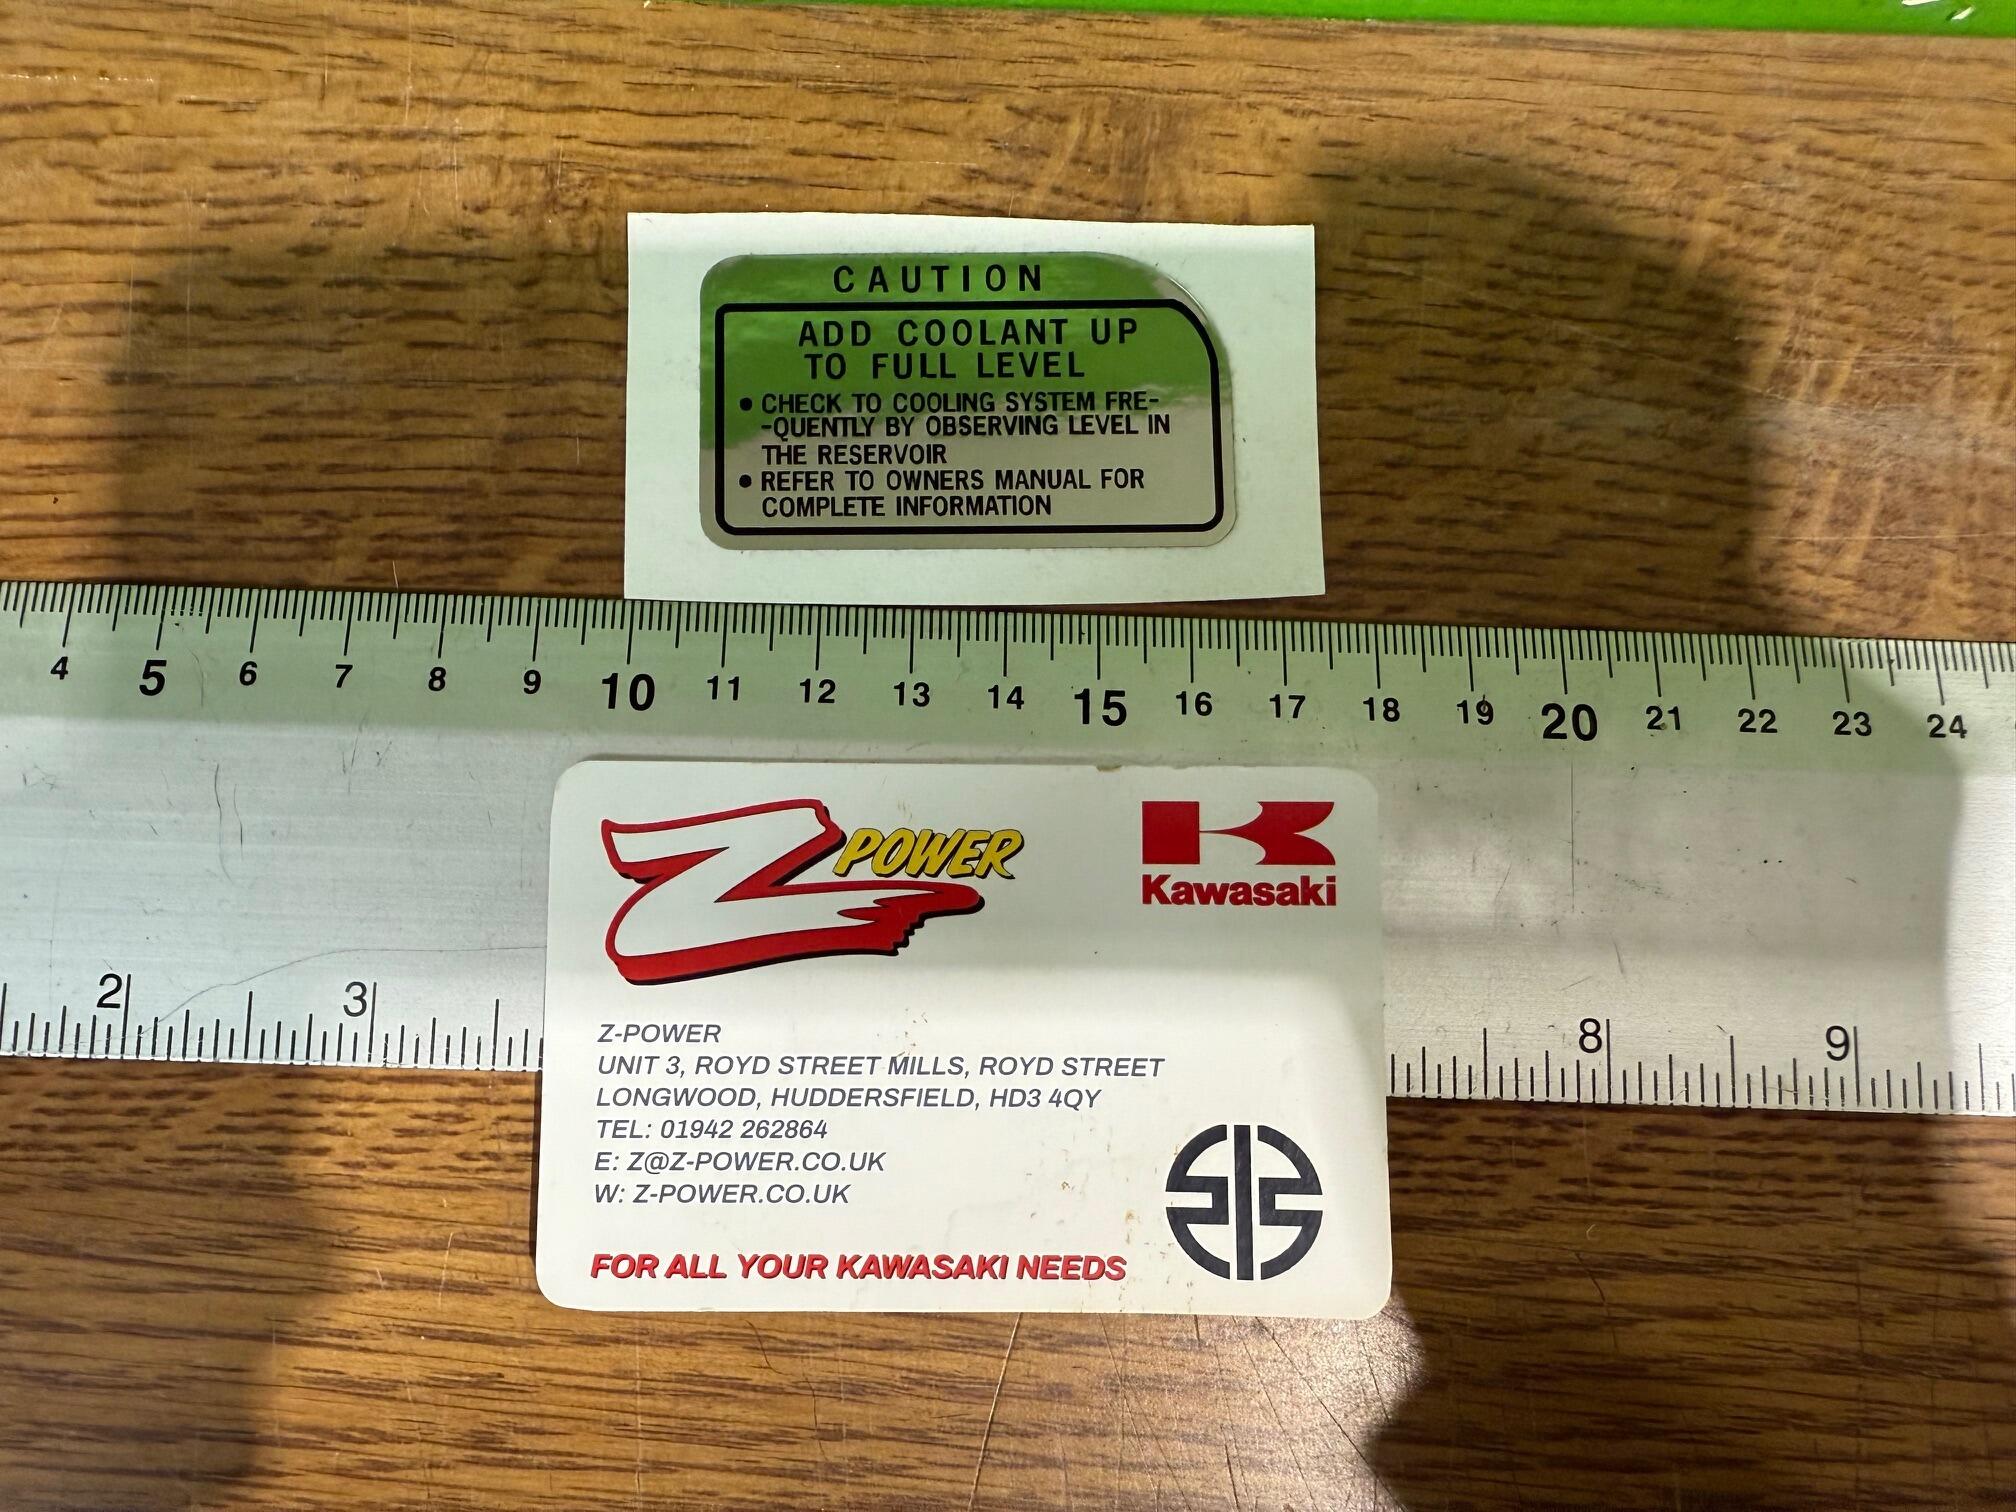 CAUTION
ADD COOLANT UP
TO FULL LEVEL
• CHECK TO COOLING SYSTEM FRE-
-QUENTLY BY OBSERVING LEVEL IN
THE RESERVOIR
• REFER TO OWNERS MANUAL FOR
COMPLETE INFORMATION
4 5 6 7 8 9 10 11 12 13 14 15 16 17 18 19 20 21 22 23 24
Z POWER
Kawasaki
2 3 8 9
Z-POWER
UNIT 3, ROYD STREET MILLS, ROYD STREET
LONGWOOD, HUDDERSFIELD, HD3 4QY
TEL: 01942 262864
E: Z@Z-POWER.CO.UK
W: Z-POWER.CO.UK
FOR ALL YOUR KAWASAKI NEEDS